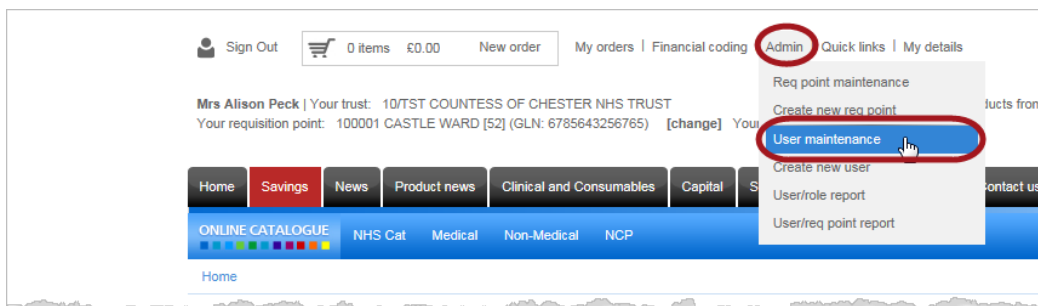 Sign Out 0 items £0.00 New order My orders | Financial coding Admin Quick links | My details
Req point maintenance
Mrs Alison Peck | Your trust: 10/TST COUNTESS OF CHESTER NHS TRUST
Create new req point
Your requisition point: 100001 CASTLE WARD [52] (GLN: 6785643256765) [change]
User maintenance
Create new user
Home Savings News Product news Clinical and Consumables Capital
User/role report
ONLINE CATALOGUE NHS Cat Medical Non-Medical NCP
User/req point report
Home